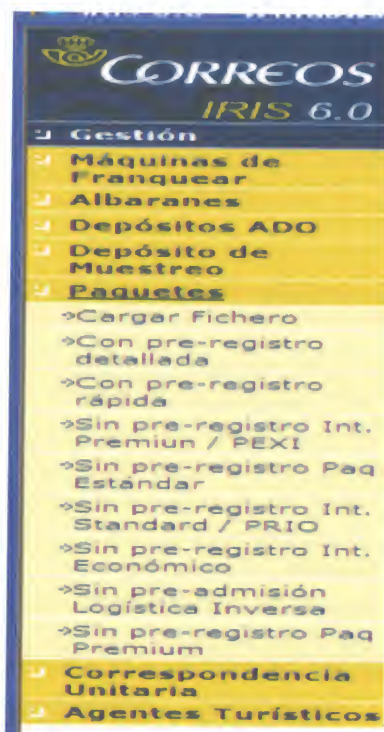 CORREOS
IRIS 6.0
Gestión
Máquinas de
Franquear
Albaranes
Depósitos ADO
Depósito de
Muestreo
Paquetes
Cargar Fichero
Con pre-registro
detallada
Con pre-registro
rápida
Sin pre-registro Int.
Premiun / PEXI
Sin pre-registro Paq
Estándar
Sin pre-registro Int.
Standard / PRIO
Sin pre-registro Int.
Económico
Sin pre-admisión
Logística Inversa
Sin pre-registro Paq
Premium
Correspondencia
Unitaria
Agentes Turísticos